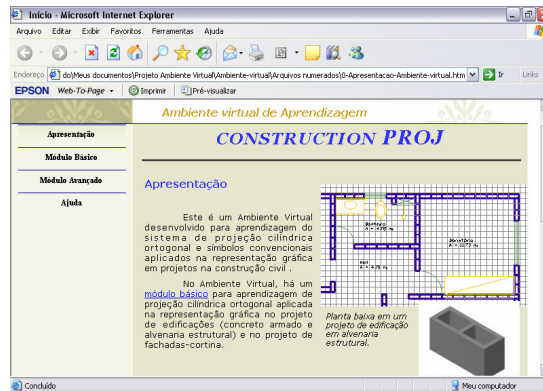 Início - Microsoft Internet Explorer
Arquivo Editar Exibir Favoritos Ferramentas Ajuda
Endereço do\Meus documentos\Projeto Ambiente Virtual\Ambiente-virtual\Arquivos numerados\0-Apresentacao-Ambiente-virtual.htm Ir Links
EPSON Web-To-Page Imprimir Pré-visualizar
Ambiente virtual de Aprendizagem
CONSTRUCTION PROJ
Apresentação
Módulo Básico
Módulo Avançado
Ajuda
Apresentação
Este é um Ambiente Virtual
desenvolvido para aprendizagem do
sistema de projeção cilíndrica
ortogonal e símbolos convencionais
aplicados na representação gráfica
em projetos na construção civil .
No Ambiente Virtual, há um
módulo básico para aprendizagem de
projeção cilíndrica ortogonal aplicada
na representação gráfica no projeto
de edificações (concreto armado e
alvenaria estrutural) e no projeto de
fachadas-cortina.
Planta baixa em um
projeto de edificação
em alvenaria
estrutural.
Concluído Meu computador